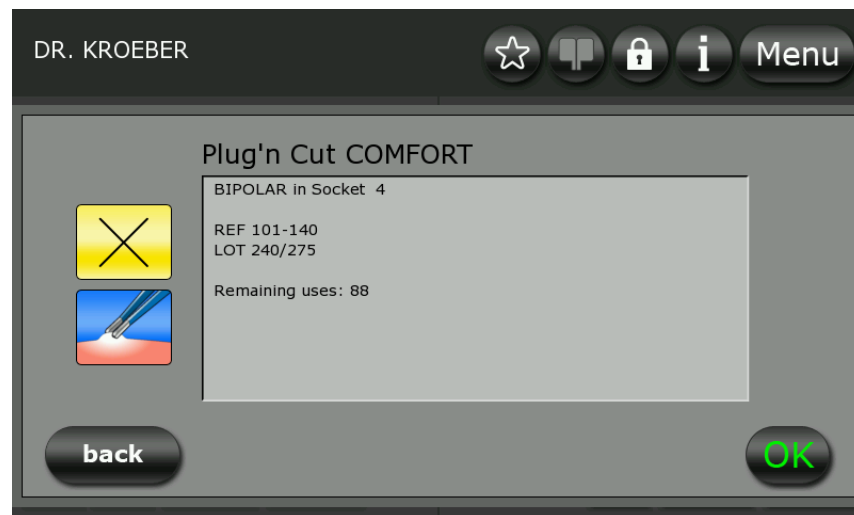 DR. KROEBER
i
Menu
Plug'n Cut COMFORT
BIPOLAR in Socket 4
REF 101-140
LOT 240/275
Remaining uses: 88
back
OK